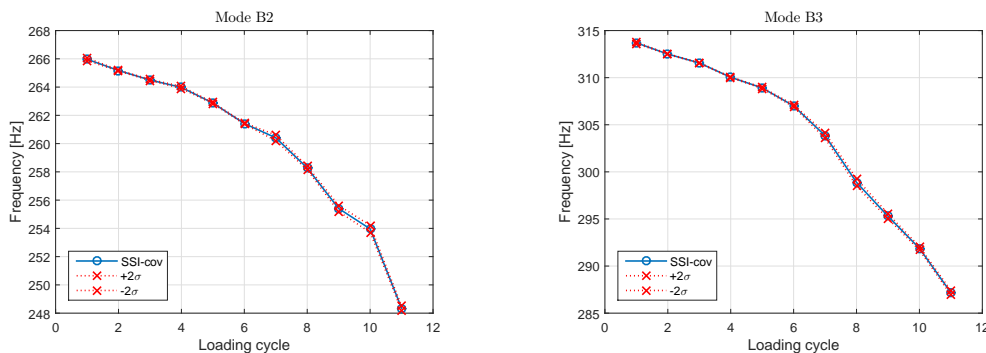 Mode B2
268
266
264
262
260
258
256
254
252
250
248
Frequency [Hz]
SSI-cov
+2σ
-2σ
0 2 4 6 8 10 12
Loading cycle
Mode B3
315
310
305
300
295
290
285
Frequency [Hz]
SSI-cov
+2σ
-2σ
0 2 4 6 8 10 12
Loading cycle